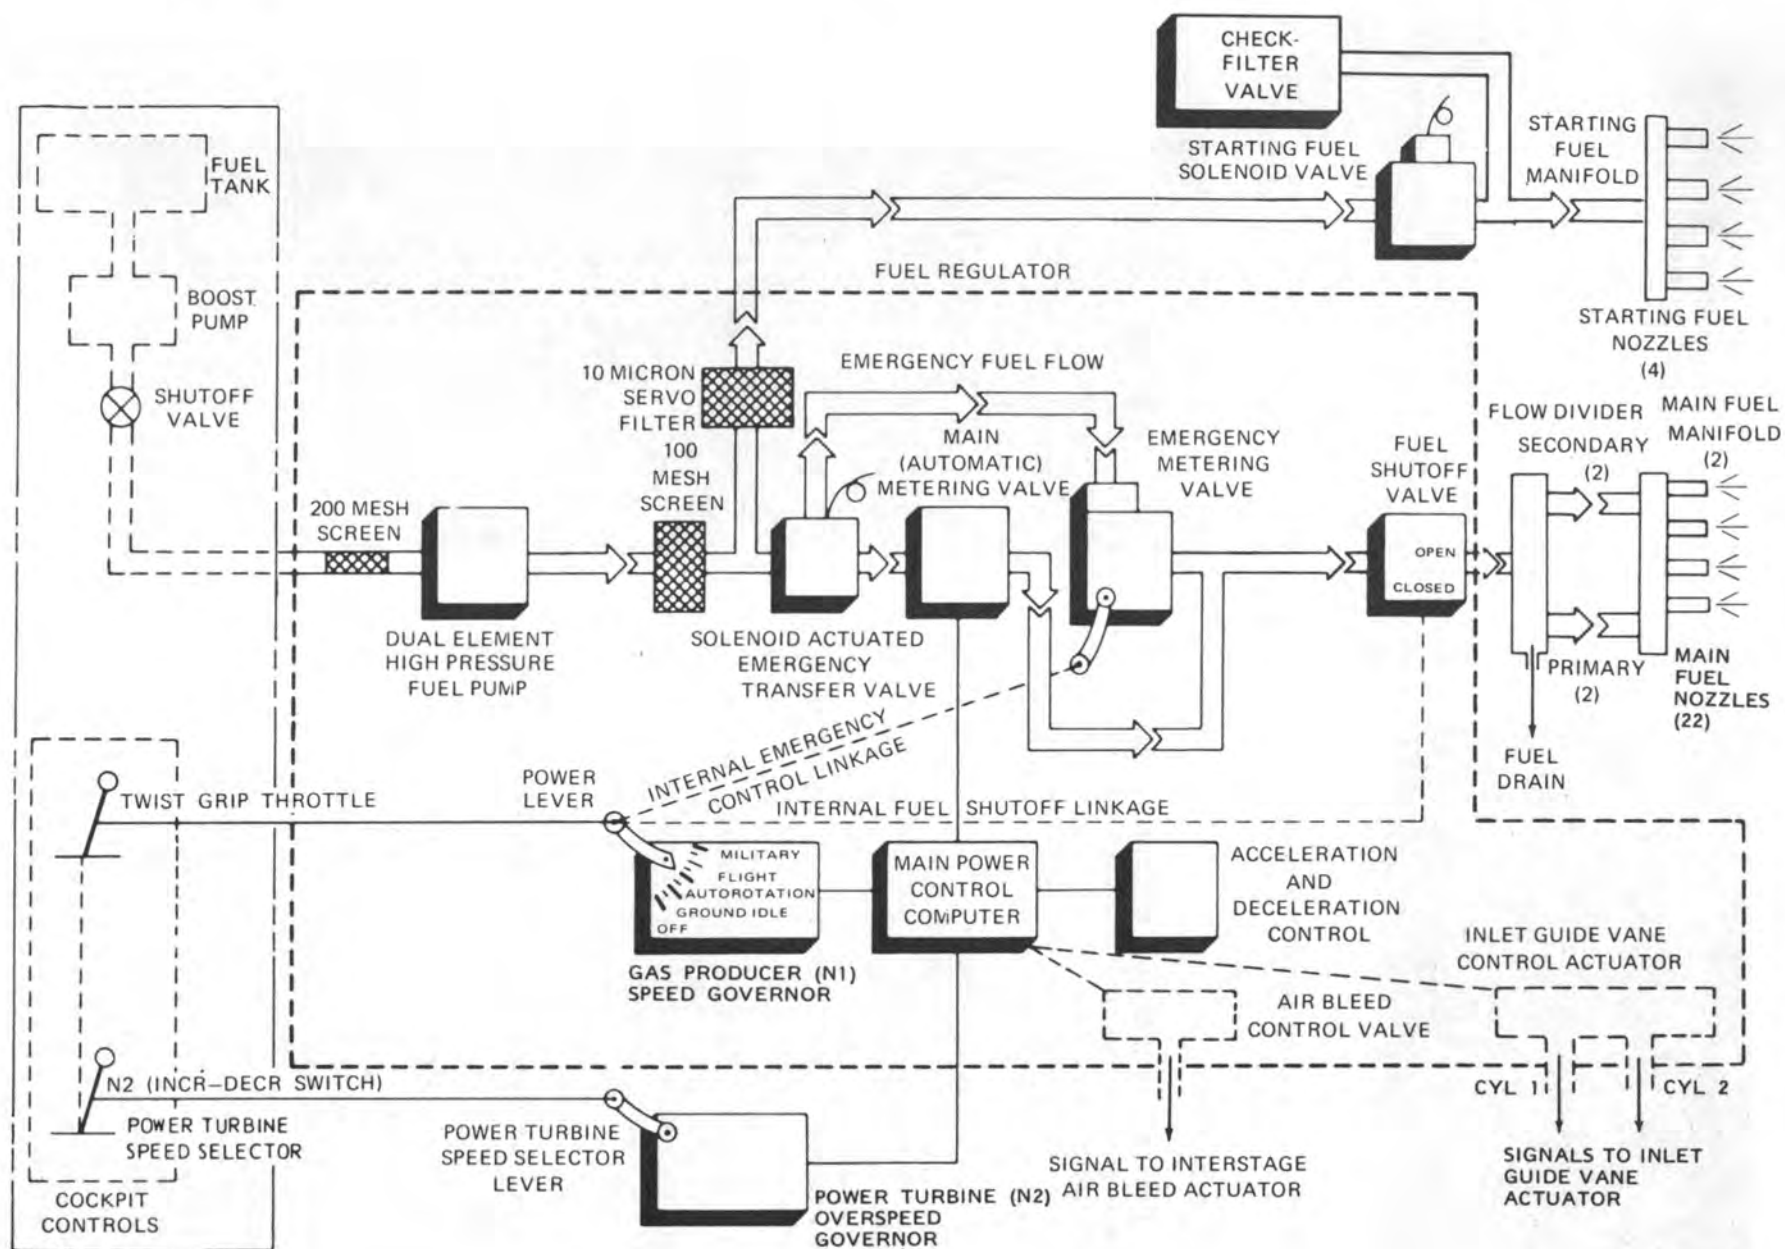 CHECK-
FILTER
VALVE
STARTING FUEL
SOLENOID VALVE
STARTING
FUEL
MANIFOLD
STARTING FUEL
NOZZLES
(4)
FUEL
TANK
BOOST
PUMP
SHUTOFF
VALVE
200 MESH
SCREEN
FUEL REGULATOR
10 MICRON
SERVO
FILTER
100
MESH
SCREEN
EMERGENCY FUEL FLOW
MAIN
(AUTOMATIC)
METERING VALVE
EMERGENCY
METERING
VALVE
FUEL
SHUTOFF
VALVE
OPEN
CLOSED
FLOW DIVIDER
SECONDARY
(2)
MAIN FUEL
MANIFOLD
(2)
PRIMARY
(2)
MAIN
FUEL
NOZZLES
(22)
FUEL
DRAIN
DUAL ELEMENT
HIGH PRESSURE
FUEL PUMP
SOLENOID ACTUATED
EMERGENCY
TRANSFER VALVE
INTERNAL EMERGENCY
CONTROL LINKAGE
INTERNAL FUEL SHUTOFF LINKAGE
TWIST GRIP THROTTLE
POWER
LEVER
MILITARY
FLIGHT
AUTOROTATION
GROUND IDLE
OFF
GAS PRODUCER (N1)
SPEED GOVERNOR
MAIN POWER
CONTROL
COMPUTER
ACCELERATION
AND
DECELERATION
CONTROL
INLET GUIDE VANE
CONTROL ACTUATOR
AIR BLEED
CONTROL VALVE
CYL 1
CYL 2
N2 (INCR-DECR SWITCH)
POWER TURBINE
SPEED SELECTOR
COCKPIT
CONTROLS
POWER TURBINE
SPEED SELECTOR
LEVER
POWER TURBINE (N2)
OVERSPEED
GOVERNOR
SIGNAL TO INTERSTAGE
AIR BLEED ACTUATOR
SIGNALS TO INLET
GUIDE VANE
ACTUATOR